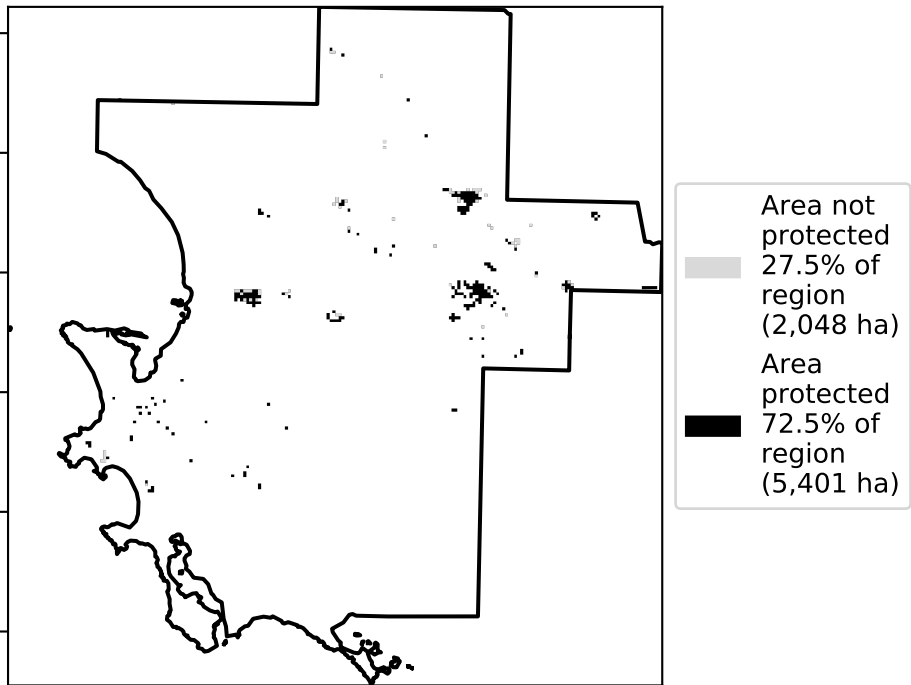 Area not
protected
27.5% of
region
(2,048 ha)
Area
protected
72.5% of
region
(5,401 ha)